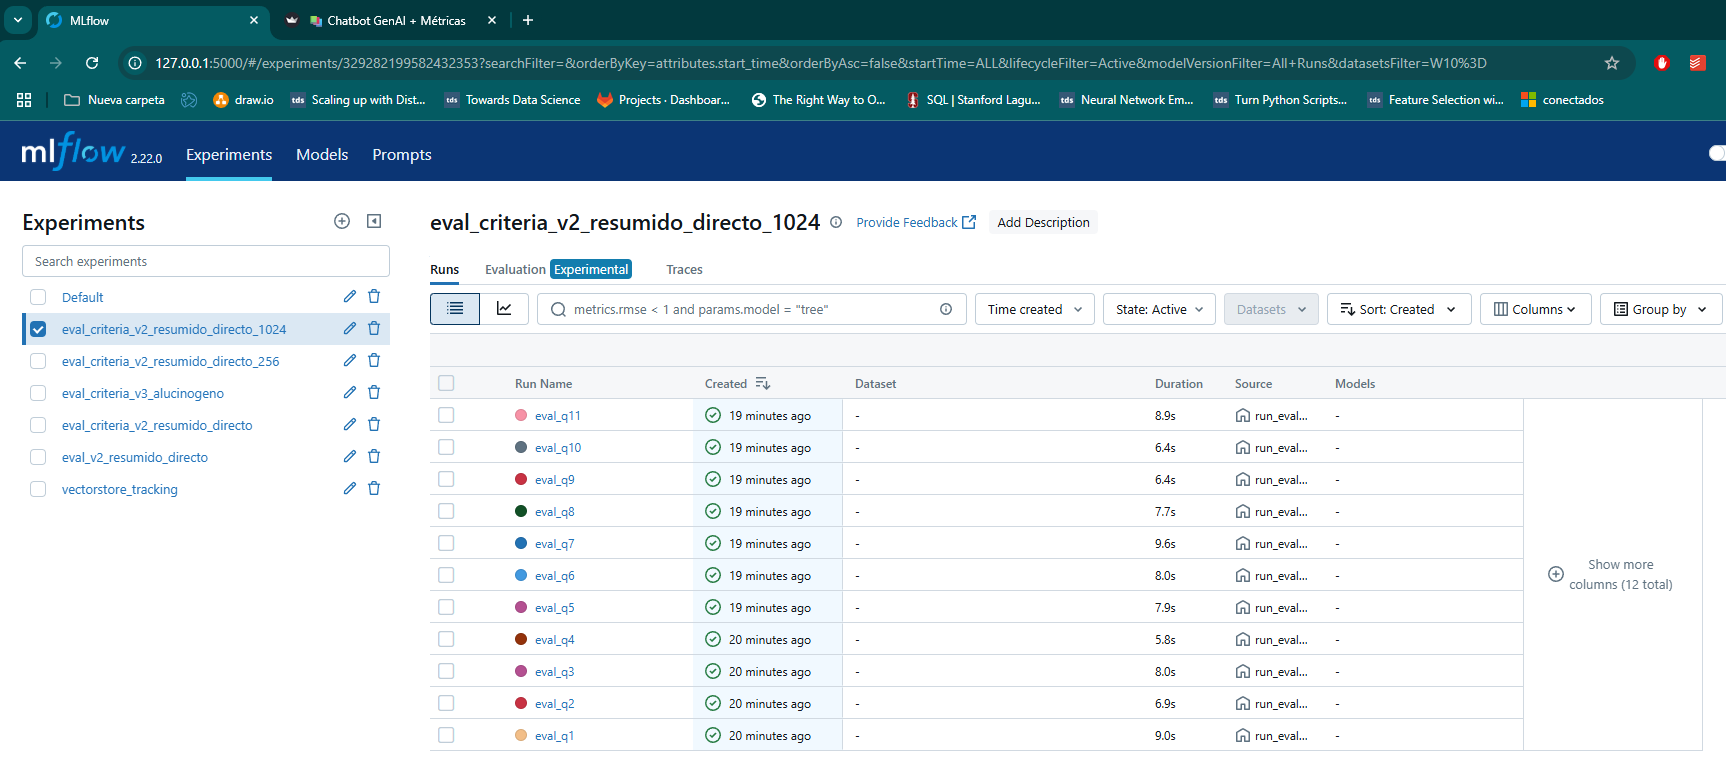 MLflow
Chatbot GenAI + Métricas
127.0.0.1:5000/#/experiments/329282199582432353?searchFilter=&orderByKey=attributes.start_time&orderByAsc=false&startTime=ALL&lifecycleFilter=Active&modelVersionFilter=All+Runs&datasetsFilter=W10%3D
Nueva carpeta
draw.io
tds Scaling up with Dist...
tds Towards Data Science
Projects · Dashboar...
The Right Way to O...
SQL | Stanford Lagu...
tds Neural Network Em...
tds Turn Python Scripts...
tds Feature Selection wi...
conectados
mlflow 2.22.0 Experiments Models Prompts
Experiments
Search experiments
Default
eval_criteria_v2_resumido_directo_1024
eval_criteria_v2_resumido_directo_256
eval_criteria_v3_alucinogeno
eval_criteria_v2_resumido_directo
eval_v2_resumido_directo
vectorstore_tracking
eval_criteria_v2_resumido_directo_1024 Provide Feedback Add Description
Runs Evaluation Experimental Traces
metrics.rmse < 1 and params.model = "tree" Time created State: Active Datasets Sort: Created Columns Group by
Run Name Created Dataset Duration Source Models
eval_q11 19 minutes ago - 8.9s run_eval... -
eval_q10 19 minutes ago - 6.4s run_eval... -
eval_q9 19 minutes ago - 6.4s run_eval... -
eval_q8 19 minutes ago - 7.7s run_eval... -
eval_q7 19 minutes ago - 9.6s run_eval... -
eval_q6 19 minutes ago - 8.0s run_eval... -
eval_q5 19 minutes ago - 7.9s run_eval... -
eval_q4 20 minutes ago - 5.8s run_eval... -
eval_q3 20 minutes ago - 8.0s run_eval... -
eval_q2 20 minutes ago - 6.9s run_eval... -
eval_q1 20 minutes ago - 9.0s run_eval... -
Show more
columns (12 total)